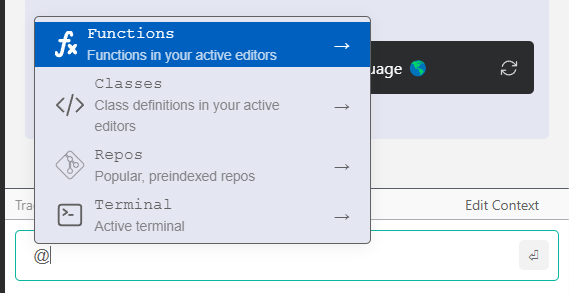 Functions
Functions in your active editors
uage
Classes
Class definitions in your active
editors
Repos
Popular, preindexed repos
Terminal
Active terminal
Edit Context
@